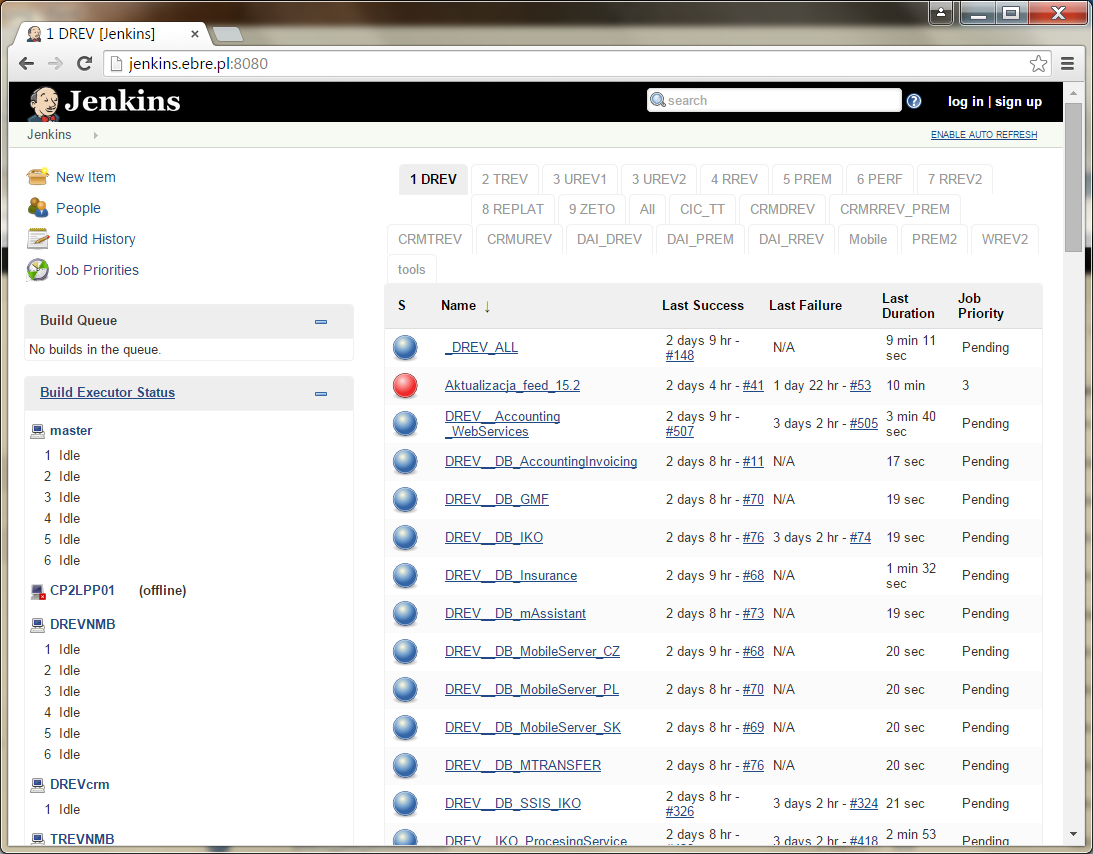 1 DREV [Jenkins]
jenkins.ebre.pl:8080
Jenkins
search
log in | sign up
Jenkins
ENABLE AUTO REFRESH
New Item
People
Build History
Job Priorities
Build Queue
No builds in the queue.
Build Executor Status
master
1 Idle
2 Idle
3 Idle
4 Idle
5 Idle
6 Idle
CP2LPP01 (offline)
DREVNMB
1 Idle
2 Idle
3 Idle
4 Idle
5 Idle
6 Idle
DREVcrm
1 Idle
TREVNMB
1 DREV 2 TREV 3 UREV1 3 UREV2 4 RREV 5 PREM 6 PERF 7 RREV2
8 REPLAT 9 ZETO All CIC_TT CRMDREV CRMRREV_PREM
CRMTREV CRMUREV DAI_DREV DAI_PREM DAI_RREV Mobile PREM2 WREV2
tools
S Name ↓ Last Success Last Failure Last Duration Job Priority
_DREV_ALL 2 days 9 hr - #148 N/A 9 min 11 sec Pending
Aktualizacja_feed_15.2 2 days 4 hr - #41 1 day 22 hr - #53 10 min 3
DREV__Accounting_WebServices 2 days 9 hr - #507 3 days 2 hr - #505 3 min 40 sec Pending
DREV__DB_AccountingInvoicing 2 days 8 hr - #11 N/A 17 sec Pending
DREV__DB_GMF 2 days 8 hr - #70 N/A 19 sec Pending
DREV__DB_IKO 2 days 8 hr - #76 3 days 2 hr - #74 19 sec Pending
DREV__DB_Insurance 2 days 9 hr - #68 N/A 1 min 32 sec Pending
DREV__DB_mAssistant 2 days 8 hr - #73 N/A 19 sec Pending
DREV__DB_MobileServer_CZ 2 days 9 hr - #68 N/A 20 sec Pending
DREV__DB_MobileServer_PL 2 days 8 hr - #70 N/A 20 sec Pending
DREV__DB_MobileServer_SK 2 days 8 hr - #69 N/A 20 sec Pending
DREV__DB_MTRANSFER 2 days 8 hr - #76 N/A 20 sec Pending
DREV__DB_SSIS_IKO 2 days 8 hr - #326 3 days 2 hr - #324 21 sec Pending
DREV__IKO_ProcesingService 2 days 8 hr - 3 days 2 hr - #418 2 min 53 Pending